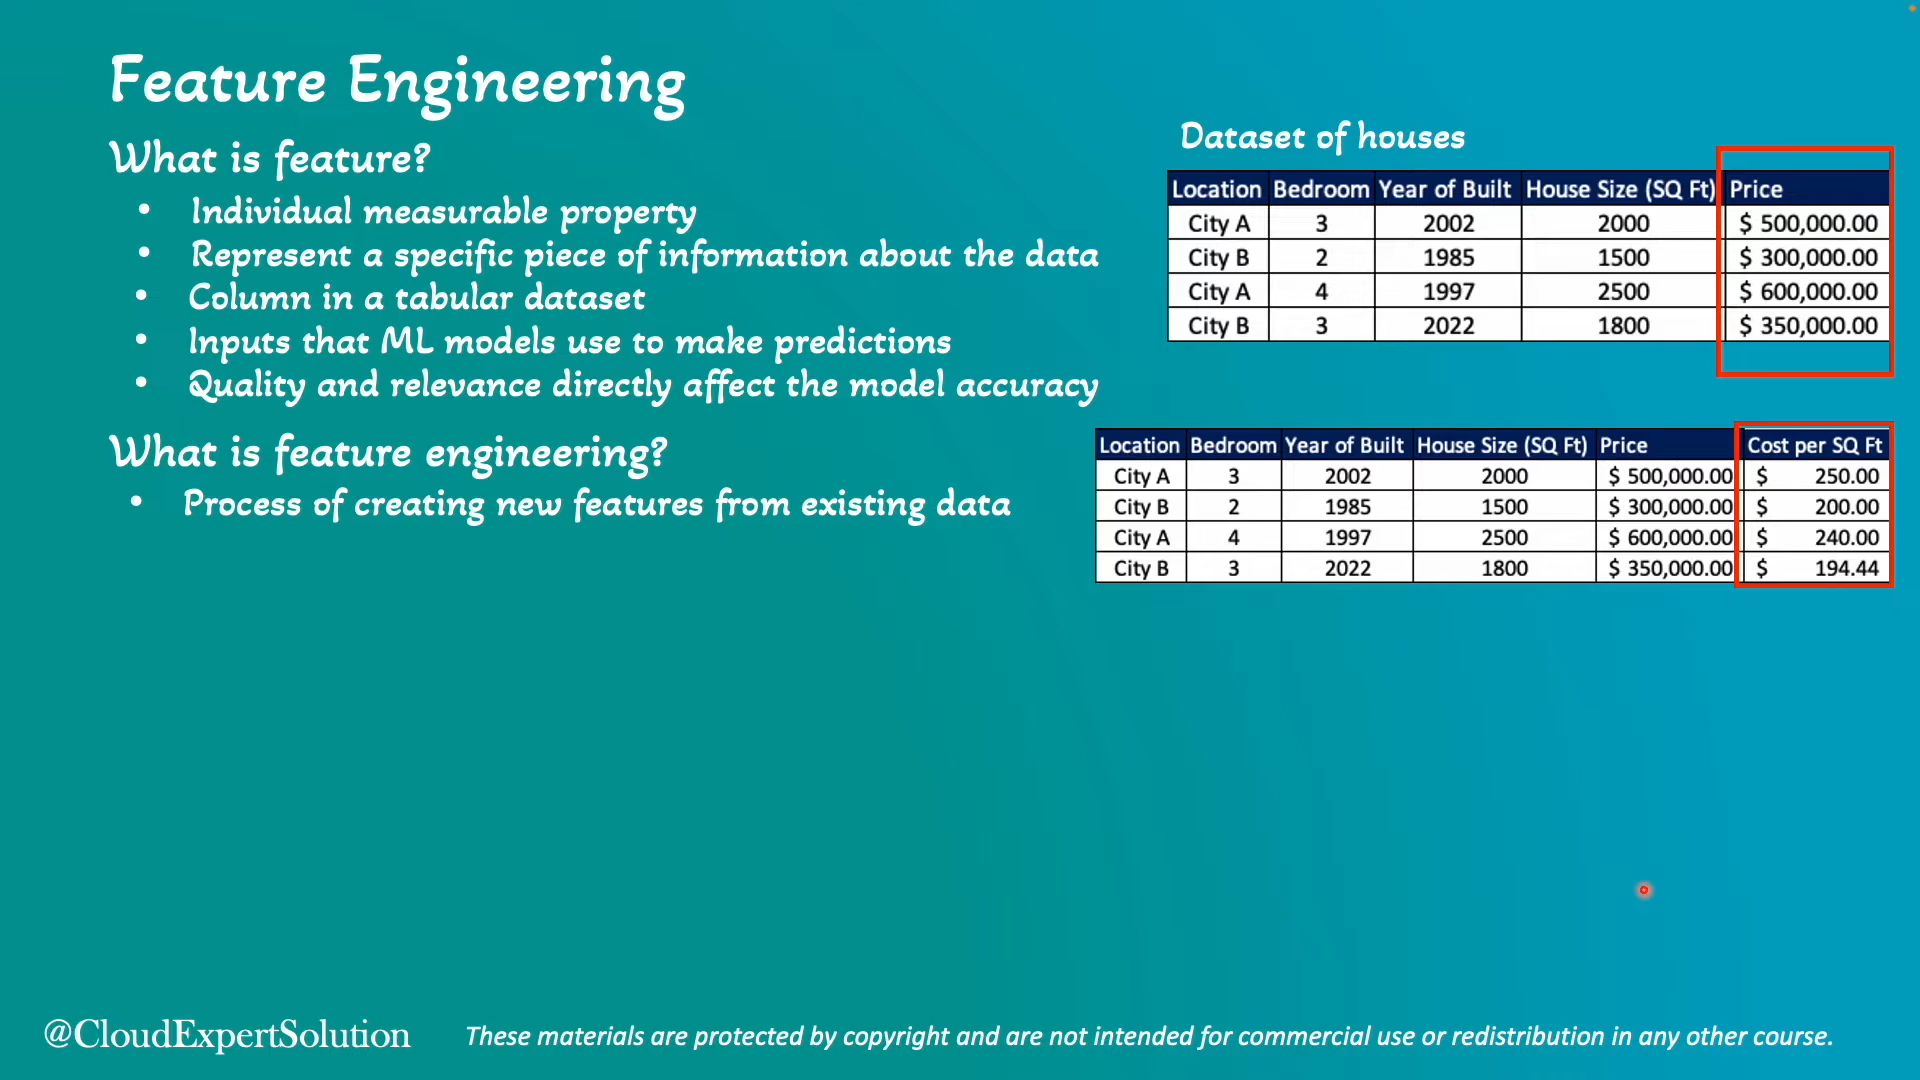 Feature Engineering
What is feature?
• Individual measurable property
• Represent a specific piece of information about the data
• Column in a tabular dataset
• Inputs that ML models use to make predictions
• Quality and relevance directly affect the model accuracy
What is feature engineering?
• Process of creating new features from existing data
Dataset of houses
Location Bedroom Year of Built House Size (SQ Ft) Price
City A 3 2002 2000 $ 500,000.00
City B 2 1985 1500 $ 300,000.00
City A 4 1997 2500 $ 600,000.00
City B 3 2022 1800 $ 350,000.00
Location Bedroom Year of Built House Size (SQ Ft) Price Cost per SQ Ft
City A 3 2002 2000 $ 500,000.00 $ 250.00
City B 2 1985 1500 $ 300,000.00 $ 200.00
City A 4 1997 2500 $ 600,000.00 $ 240.00
City B 3 2022 1800 $ 350,000.00 $ 194.44
@CloudExpertSolution
These materials are protected by copyright and are not intended for commercial use or redistribution in any other course.